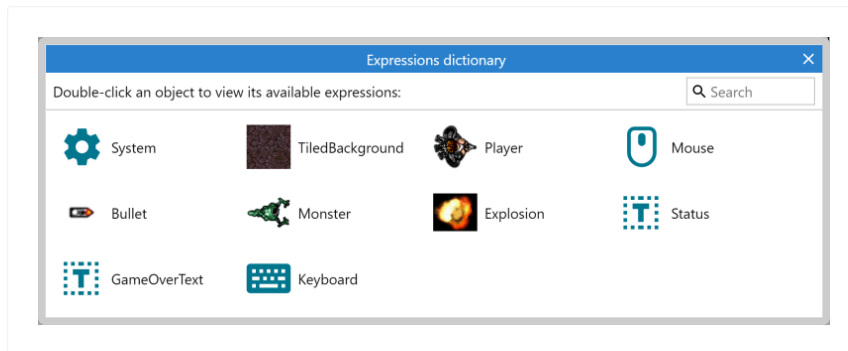 Expressions dictionary
Double-click an object to view its available expressions:
Search
System
TiledBackground
Player
Mouse
Bullet
Monster
Explosion
Status
GameOverText
Keyboard